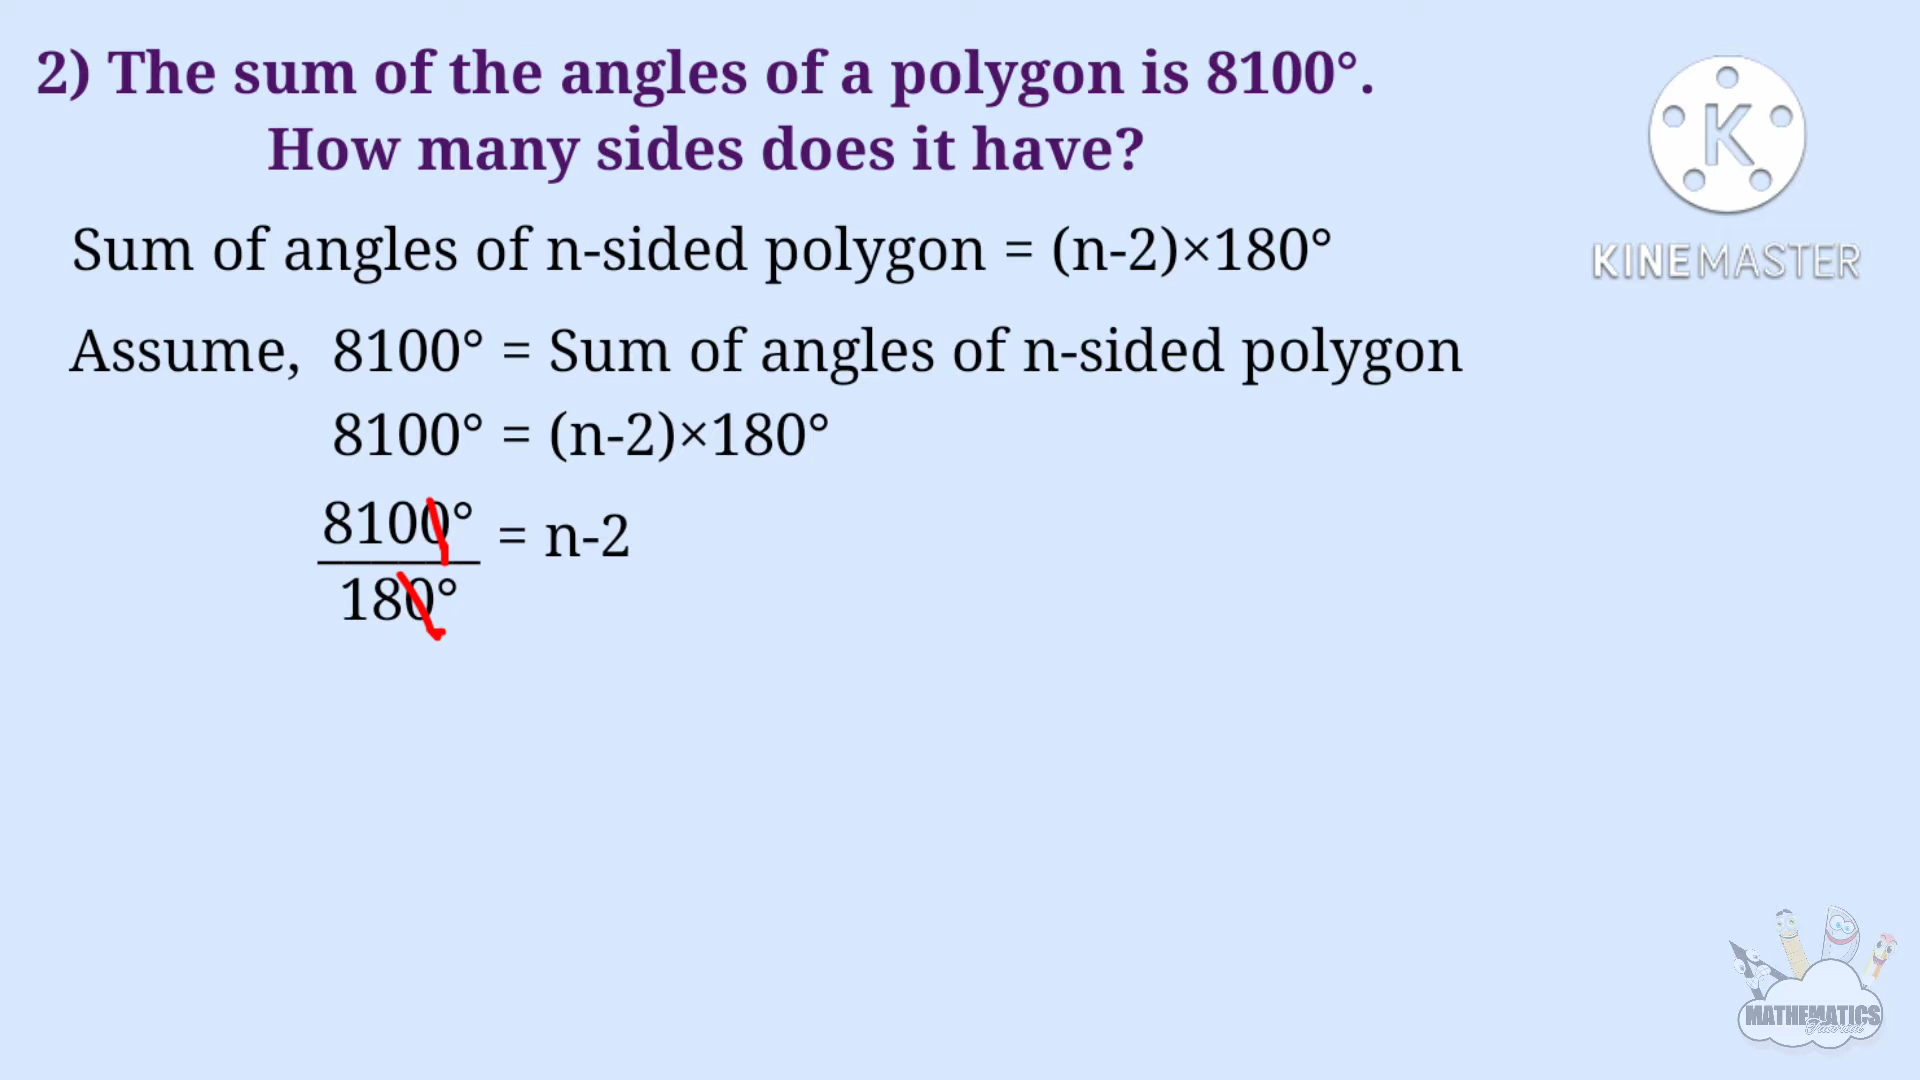 2) The sum of the angles of a polygon is 8100°.
How many sides does it have?
K
KINEMASTER
Sum of angles of n-sided polygon = (n-2)×180°
Assume, 8100° = Sum of angles of n-sided polygon
8100° = (n-2)×180°
8100° = n-2
180°
MATHEMATICS